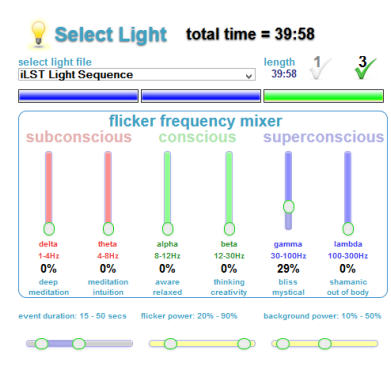 Select Light total time = 39:58
select light file length 1 3
iLST Light Sequence 39:58
flicker frequency mixer
subconscious conscious superconscious
delta theta alpha beta gamma lambda
1-4Hz 4-8Hz 8-12Hz 12-30Hz 30-100Hz 100-300Hz
0% 0% 0% 0% 29% 0%
deep meditation aware thinking bliss shamanic
meditation intuition relaxed creativity mystical out of body
event duration: 15 - 50 secs flicker power: 20% - 90% background power: 10% - 50%